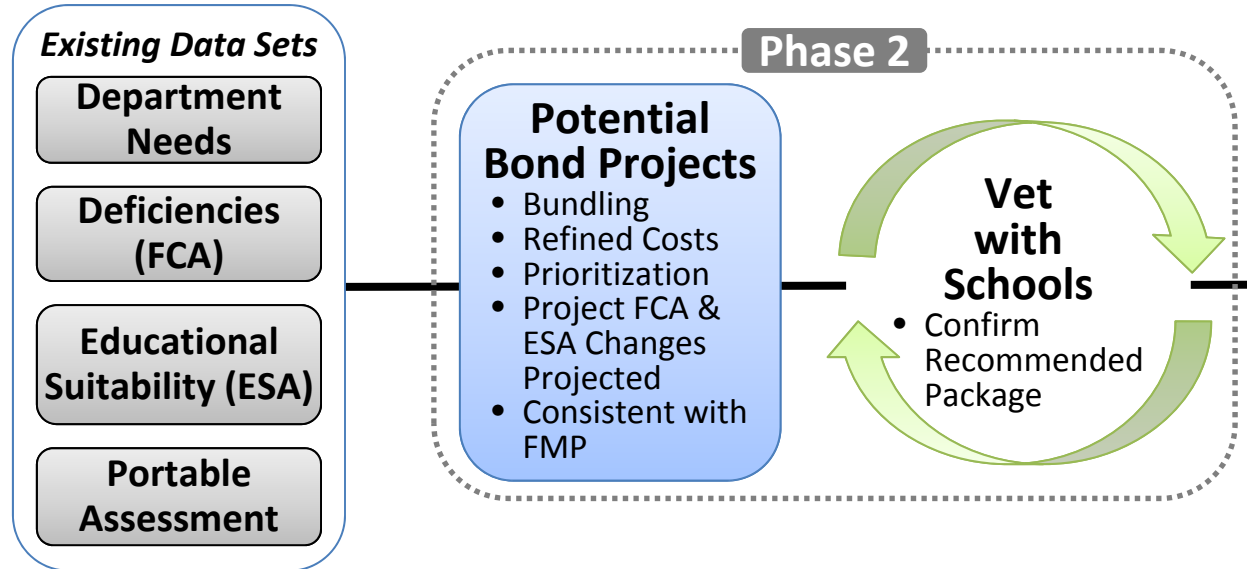 Existing Data Sets
Department
Needs
Deficiencies
(FCA)
Educational
Suitability (ESA)
Portable
Assessment
Phase 2
Potential
Bond Projects
• Bundling
• Refined Costs
• Prioritization
• Project FCA &
ESA Changes
Projected
• Consistent with
FMP
Vet
with
Schools
• Confirm
Recommended
Package